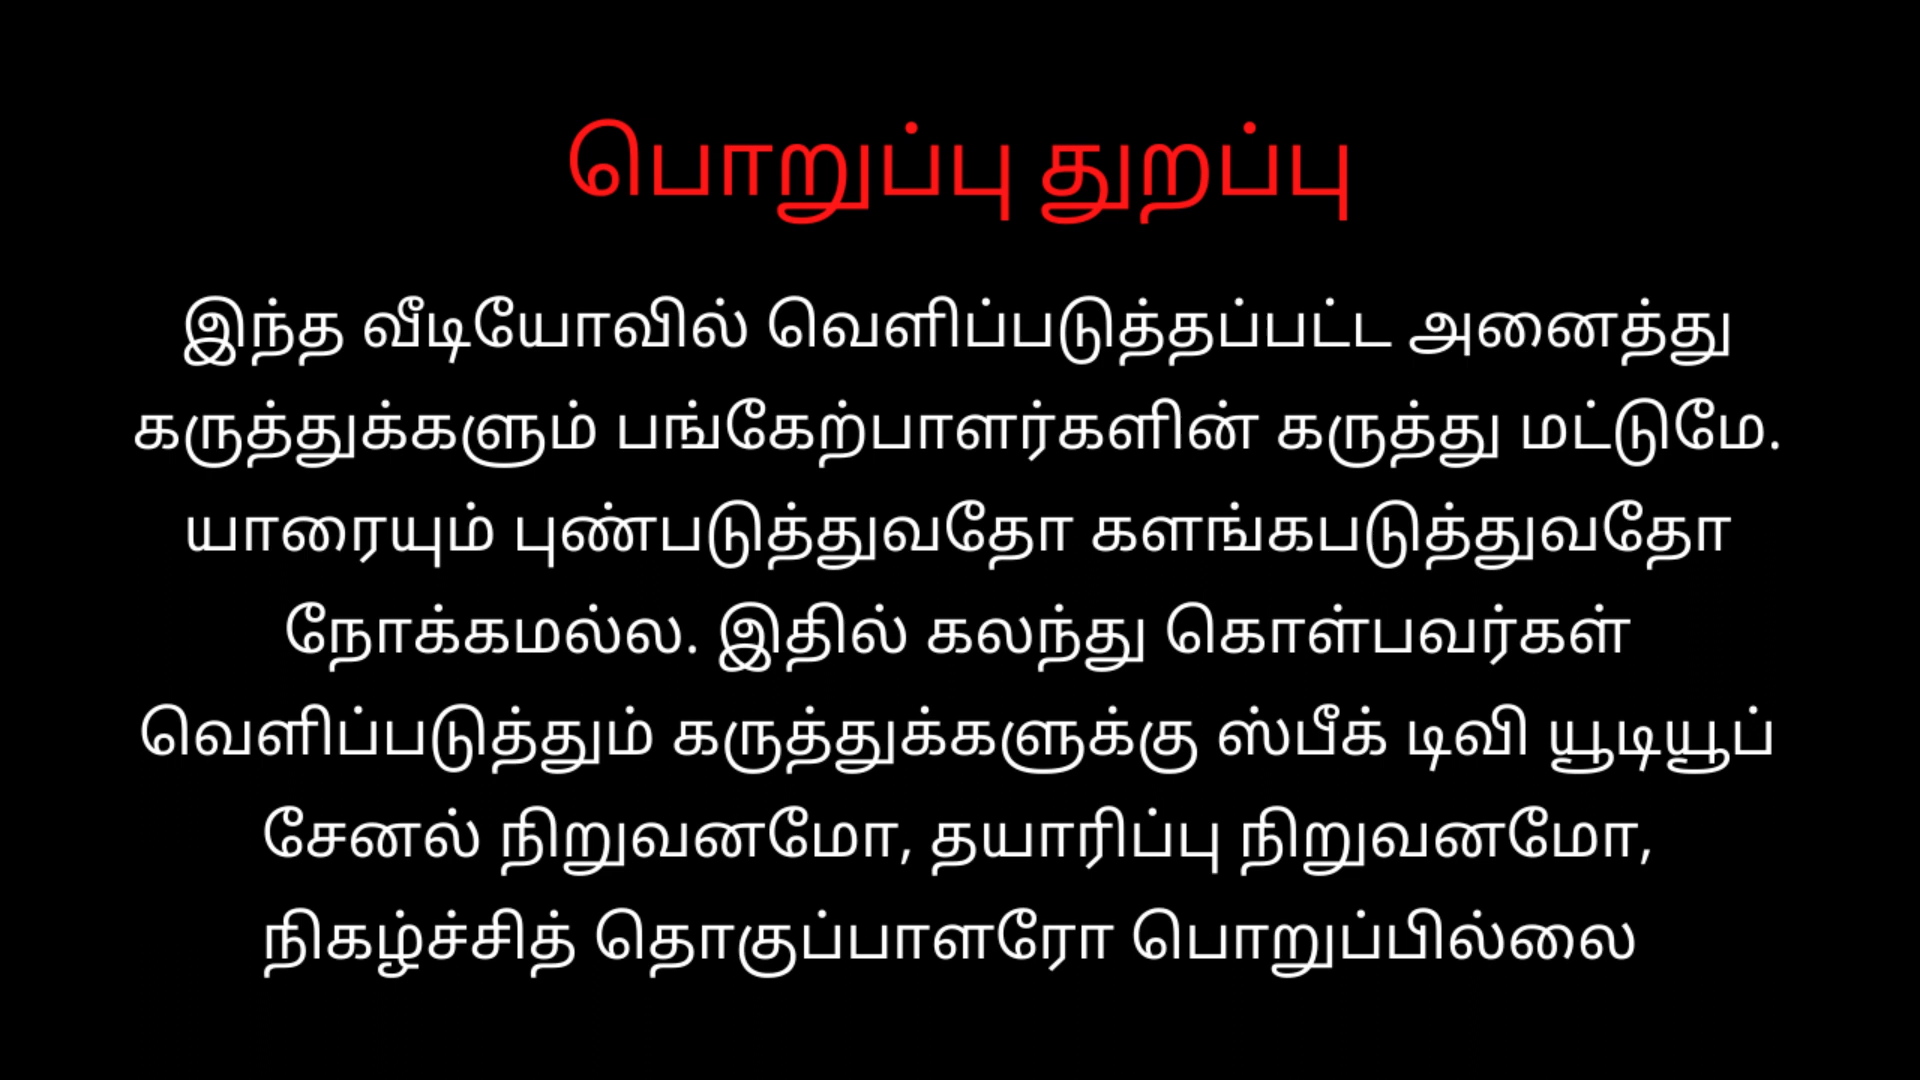 பொறுப்பு துறப்பு
இந்த வீடியோவில் வெளிப்படுத்தப்பட்ட அனைத்து
கருத்துக்களும் பங்கேற்பாளர்களின் கருத்து மட்டுமே.
யாரையும் புண்படுத்துவதோ களங்கபடுத்துவதோ
நோக்கமல்ல. இதில் கலந்து கொள்பவர்கள்
வெளிப்படுத்தும் கருத்துக்களுக்கு ஸ்பீக் டிவி யூடியூப்
சேனல் நிறுவனமோ, தயாரிப்பு நிறுவனமோ,
நிகழ்ச்சித் தொகுப்பாளரோ பொறுப்பில்லை